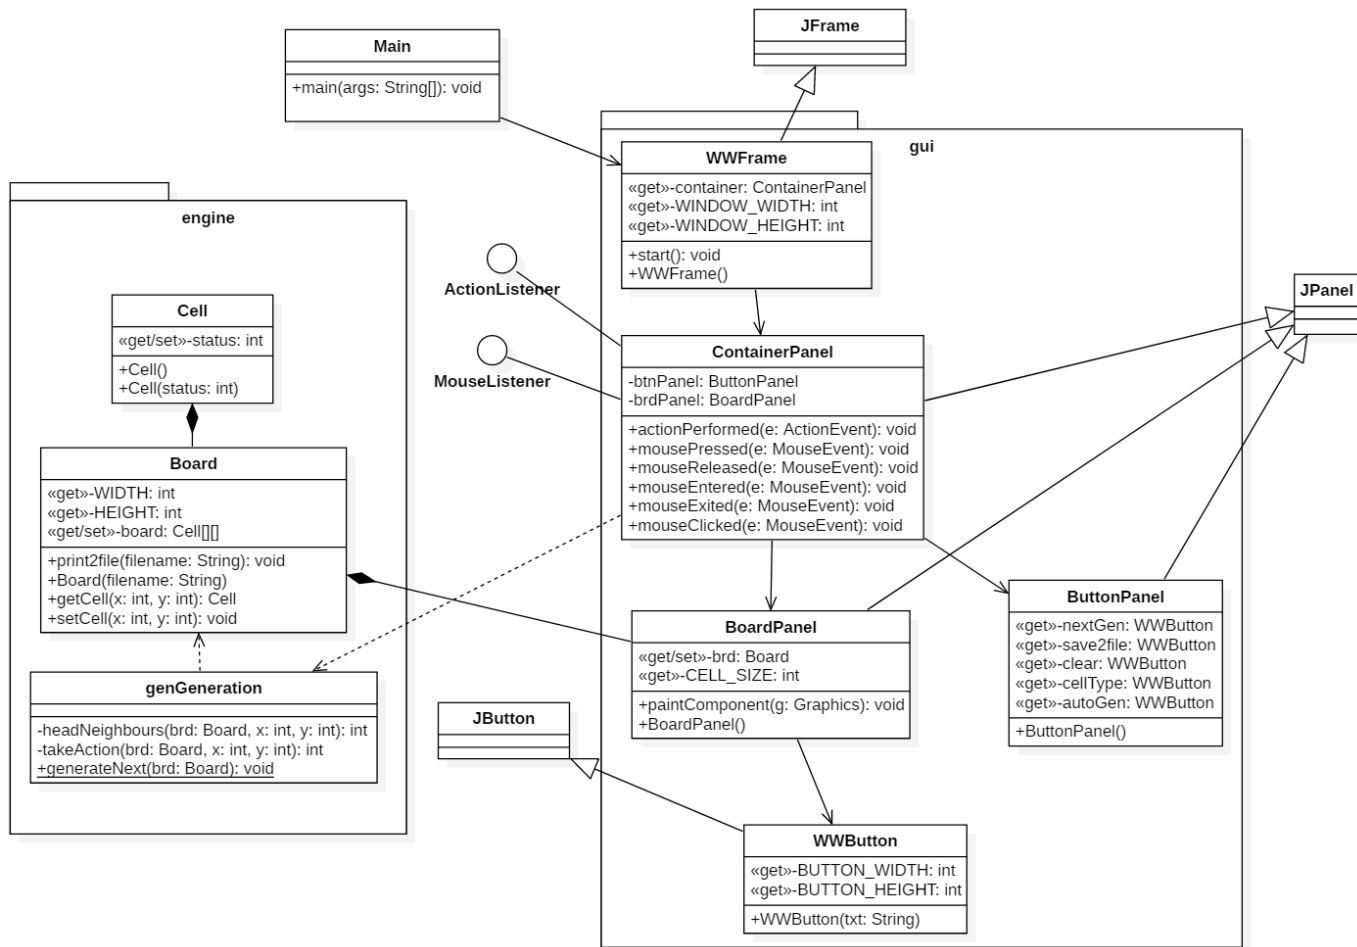 JFrame
Main
+main(args: String[]): void
gui
WWFrame
«get»-container: ContainerPanel
«get»-WINDOW_WIDTH: int
«get»-WINDOW_HEIGHT: int
+start(): void
+WWFrame()
engine
ActionListener
MouseListener
JPanel
Cell
«get/set»-status: int
+Cell()
+Cell(status: int)
ContainerPanel
-btnPanel: ButtonPanel
-brdPanel: BoardPanel
+actionPerformed(e: ActionEvent): void
+mousePressed(e: MouseEvent): void
+mouseReleased(e: MouseEvent): void
+mouseEntered(e: MouseEvent): void
+mouseExited(e: MouseEvent): void
+mouseClicked(e: MouseEvent): void
Board
«get»-WIDTH: int
«get»-HEIGHT: int
«get/set»-board: Cell[][]
+print2file(filename: String): void
+Board(filename: String)
+getCell(x: int, y: int): Cell
+setCell(x: int, y: int): void
BoardPanel
«get/set»-brd: Board
«get»-CELL_SIZE: int
+paintComponent(g: Graphics): void
+BoardPanel()
ButtonPanel
«get»-nextGen: WWButton
«get»-save2file: WWButton
«get»-clear: WWButton
«get»-cellType: WWButton
«get»-autoGen: WWButton
+ButtonPanel()
genGeneration
-headNeighbours(brd: Board, x: int, y: int): int
-takeAction(brd: Board, x: int, y: int): int
+generateNext(brd: Board): void
JButton
WWButton
«get»-BUTTON_WIDTH: int
«get»-BUTTON_HEIGHT: int
+WWButton(txt: String)